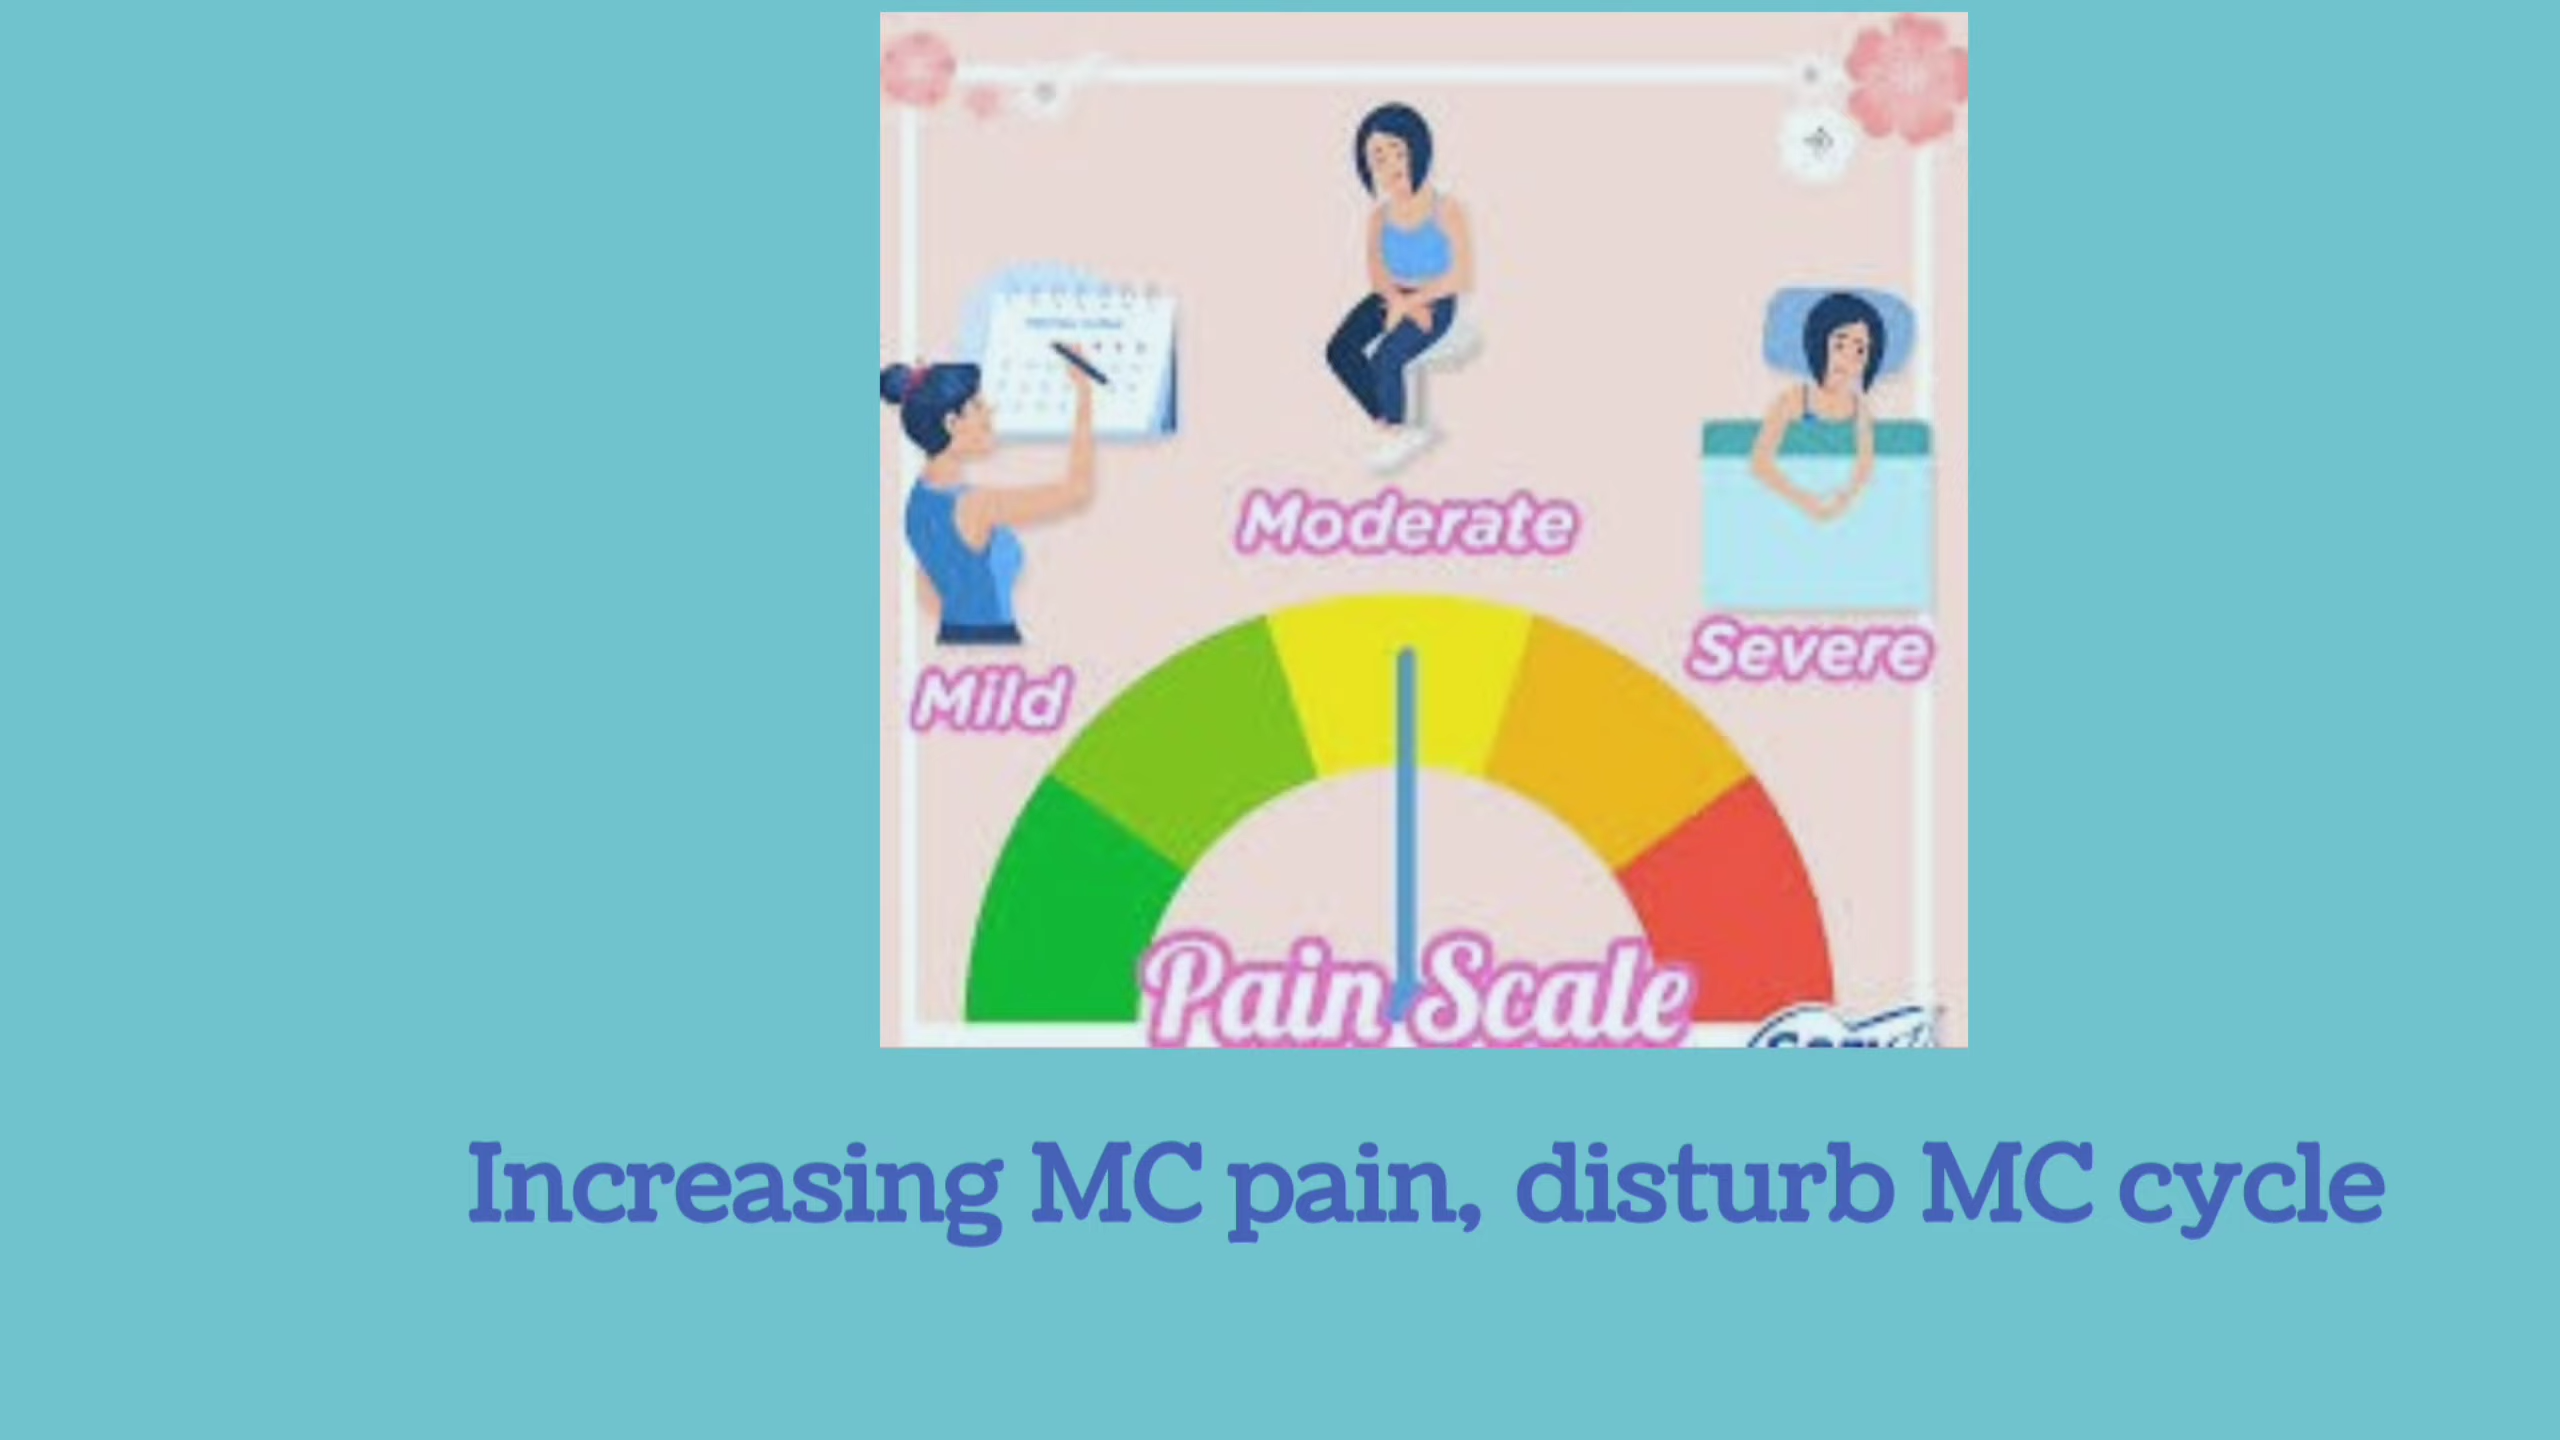 Moderate
Severe
Mild
Pain Scale
Increasing MC pain, disturb MC cycle